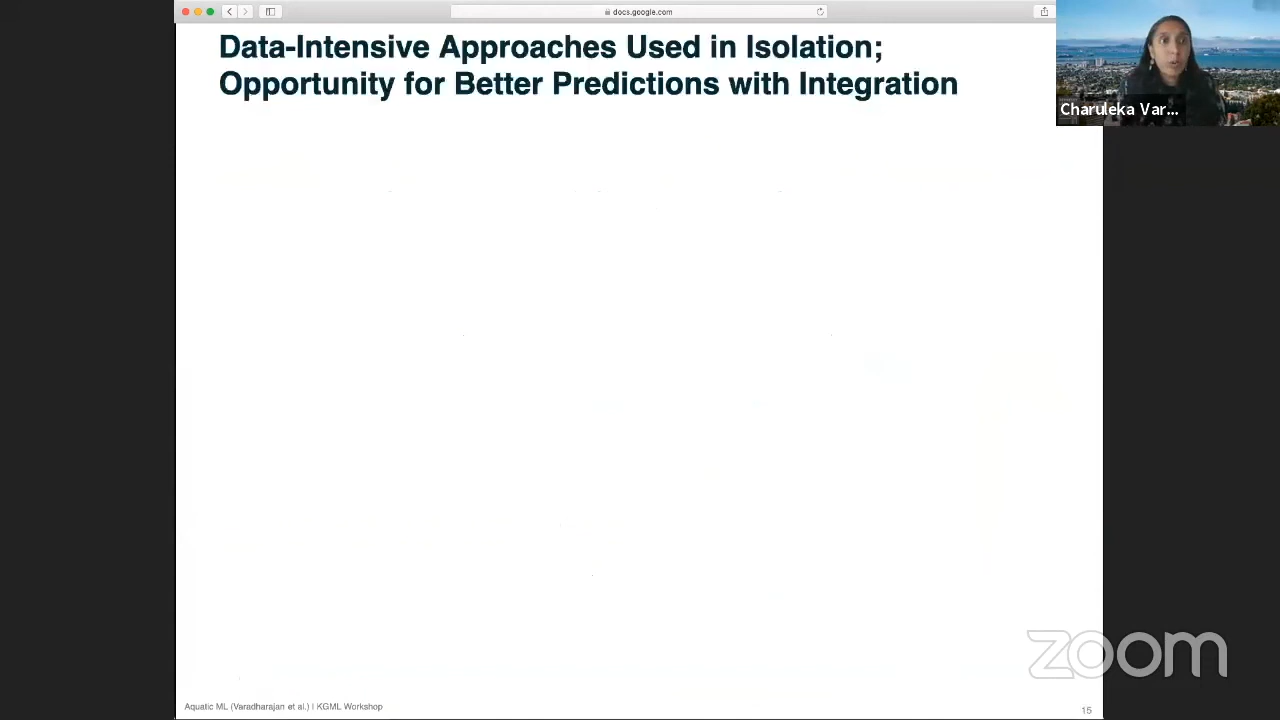 docs.google.com
Data-Intensive Approaches Used in Isolation;
Opportunity for Better Predictions with Integration
Charuleka Var...
zoom
Aquatic ML (Varadharajan et al.) | KGML Workshop
15